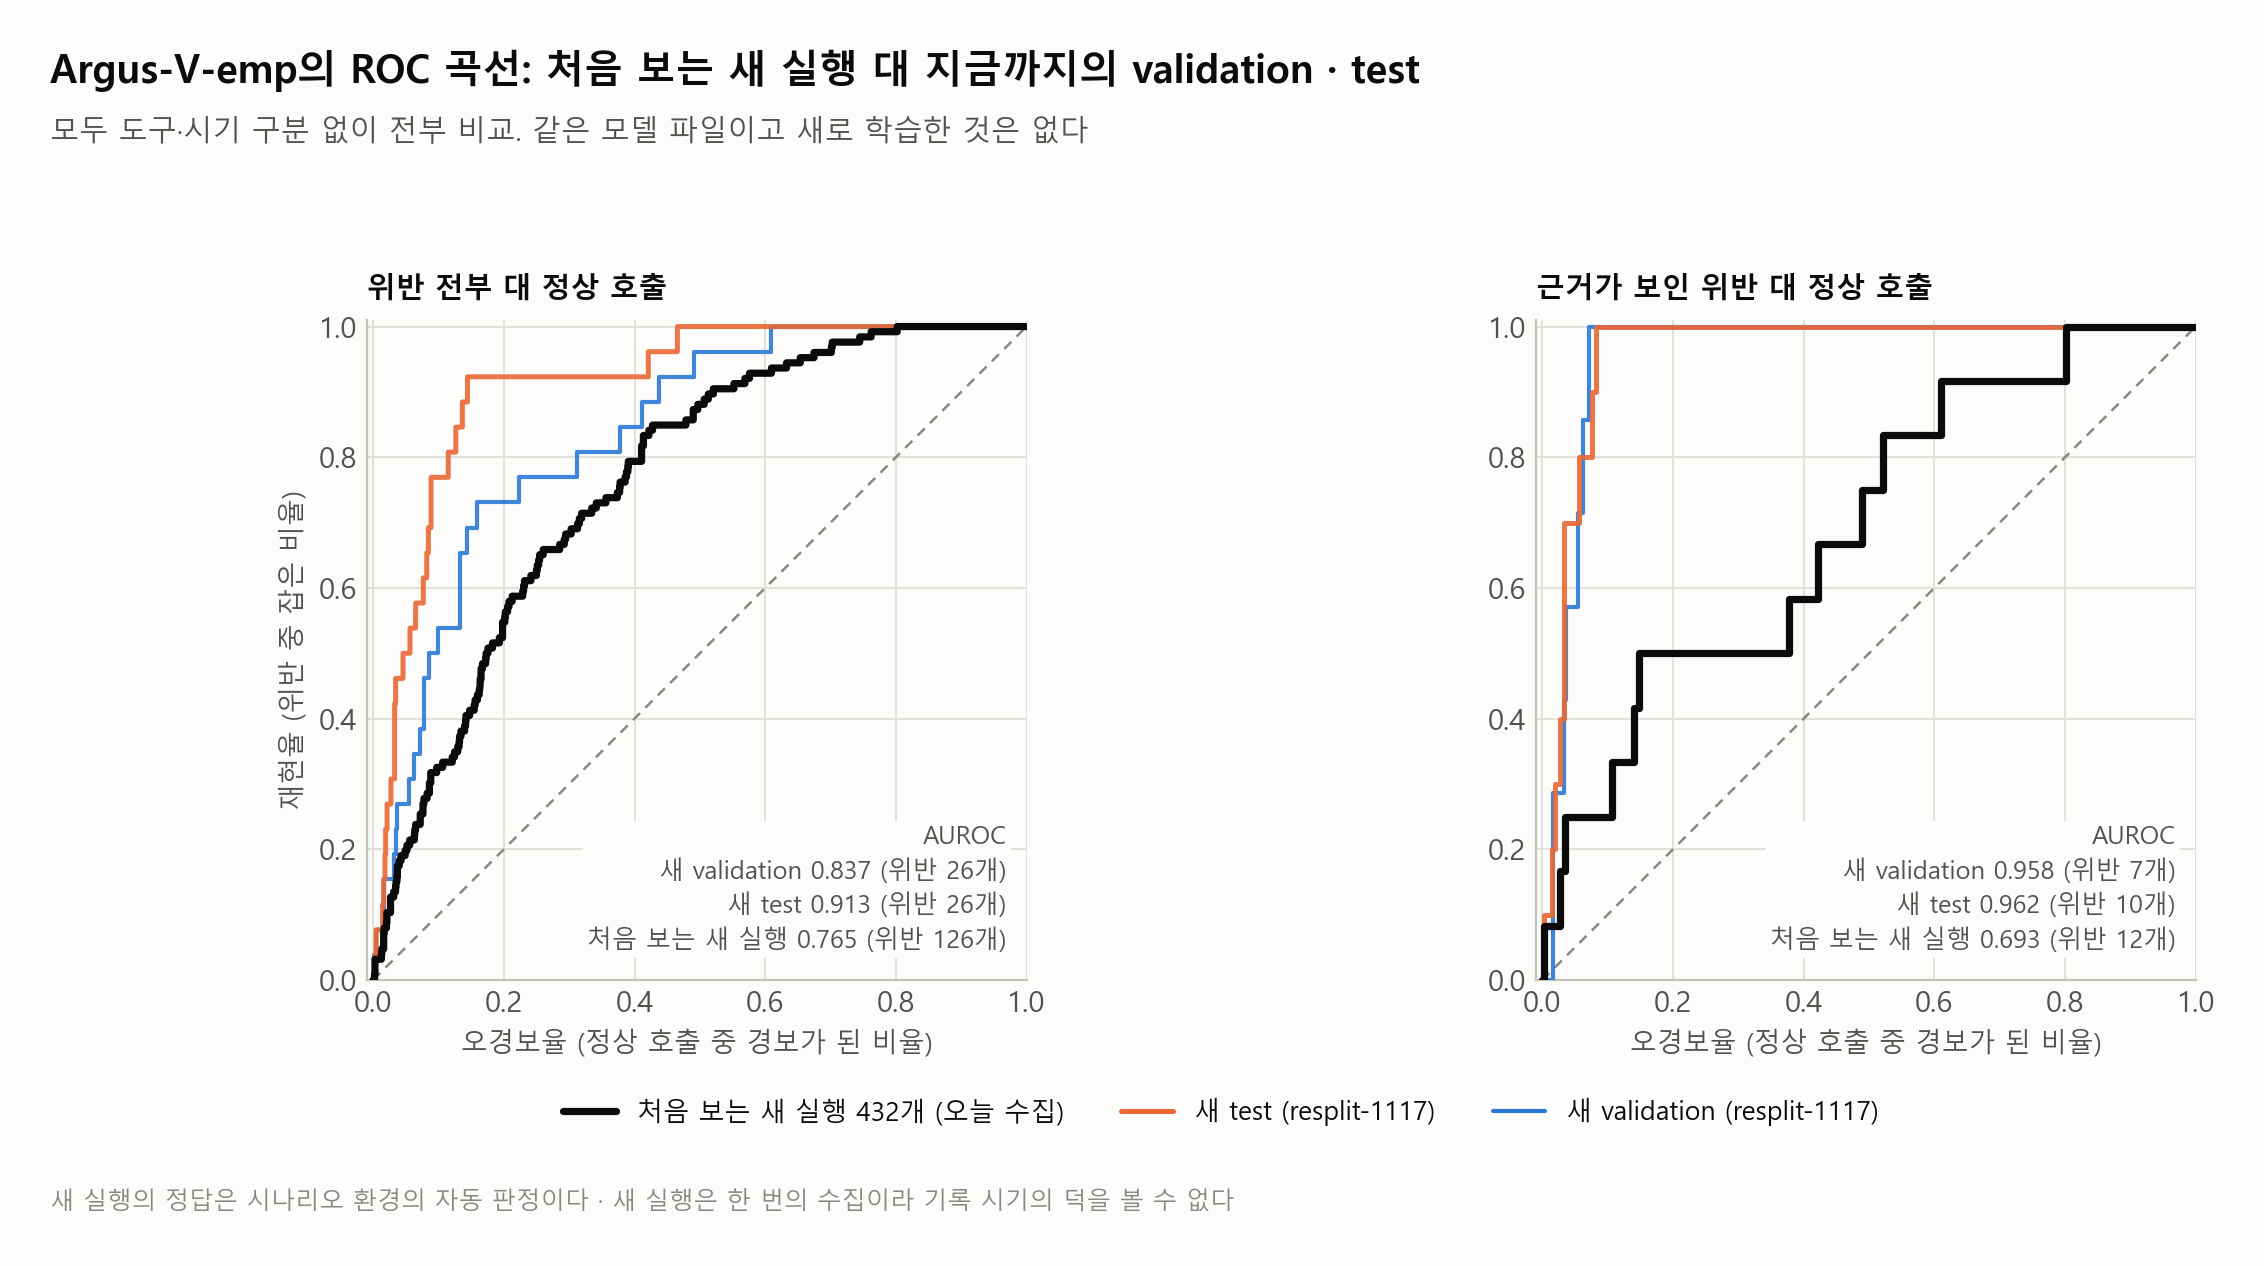 Argus-V-emp의 ROC 곡선: 처음 보는 새 실행 대 지금까지의 validation · test
모두 도구·시기 구분 없이 전부 비교. 같은 모델 파일이고 새로 학습한 것은 없다
위반 전부 대 정상 호출
재현율 (위반 중 잡은 비율)
1.0
0.8
0.6
0.4
0.2
0.0
AUROC
새 validation 0.837 (위반 26개)
새 test 0.913 (위반 26개)
처음 보는 새 실행 0.765 (위반 126개)
0.0 0.2 0.4 0.6 0.8 1.0
오경보율 (정상 호출 중 경보가 된 비율)
근거가 보인 위반 대 정상 호출
1.0
0.8
0.6
0.4
0.2
0.0
AUROC
새 validation 0.958 (위반 7개)
새 test 0.962 (위반 10개)
처음 보는 새 실행 0.693 (위반 12개)
0.0 0.2 0.4 0.6 0.8 1.0
오경보율 (정상 호출 중 경보가 된 비율)
처음 보는 새 실행 432개 (오늘 수집) 새 test (resplit-1117) 새 validation (resplit-1117)
새 실행의 정답은 시나리오 환경의 자동 판정이다 · 새 실행은 한 번의 수집이라 기록 시기의 덕을 볼 수 없다